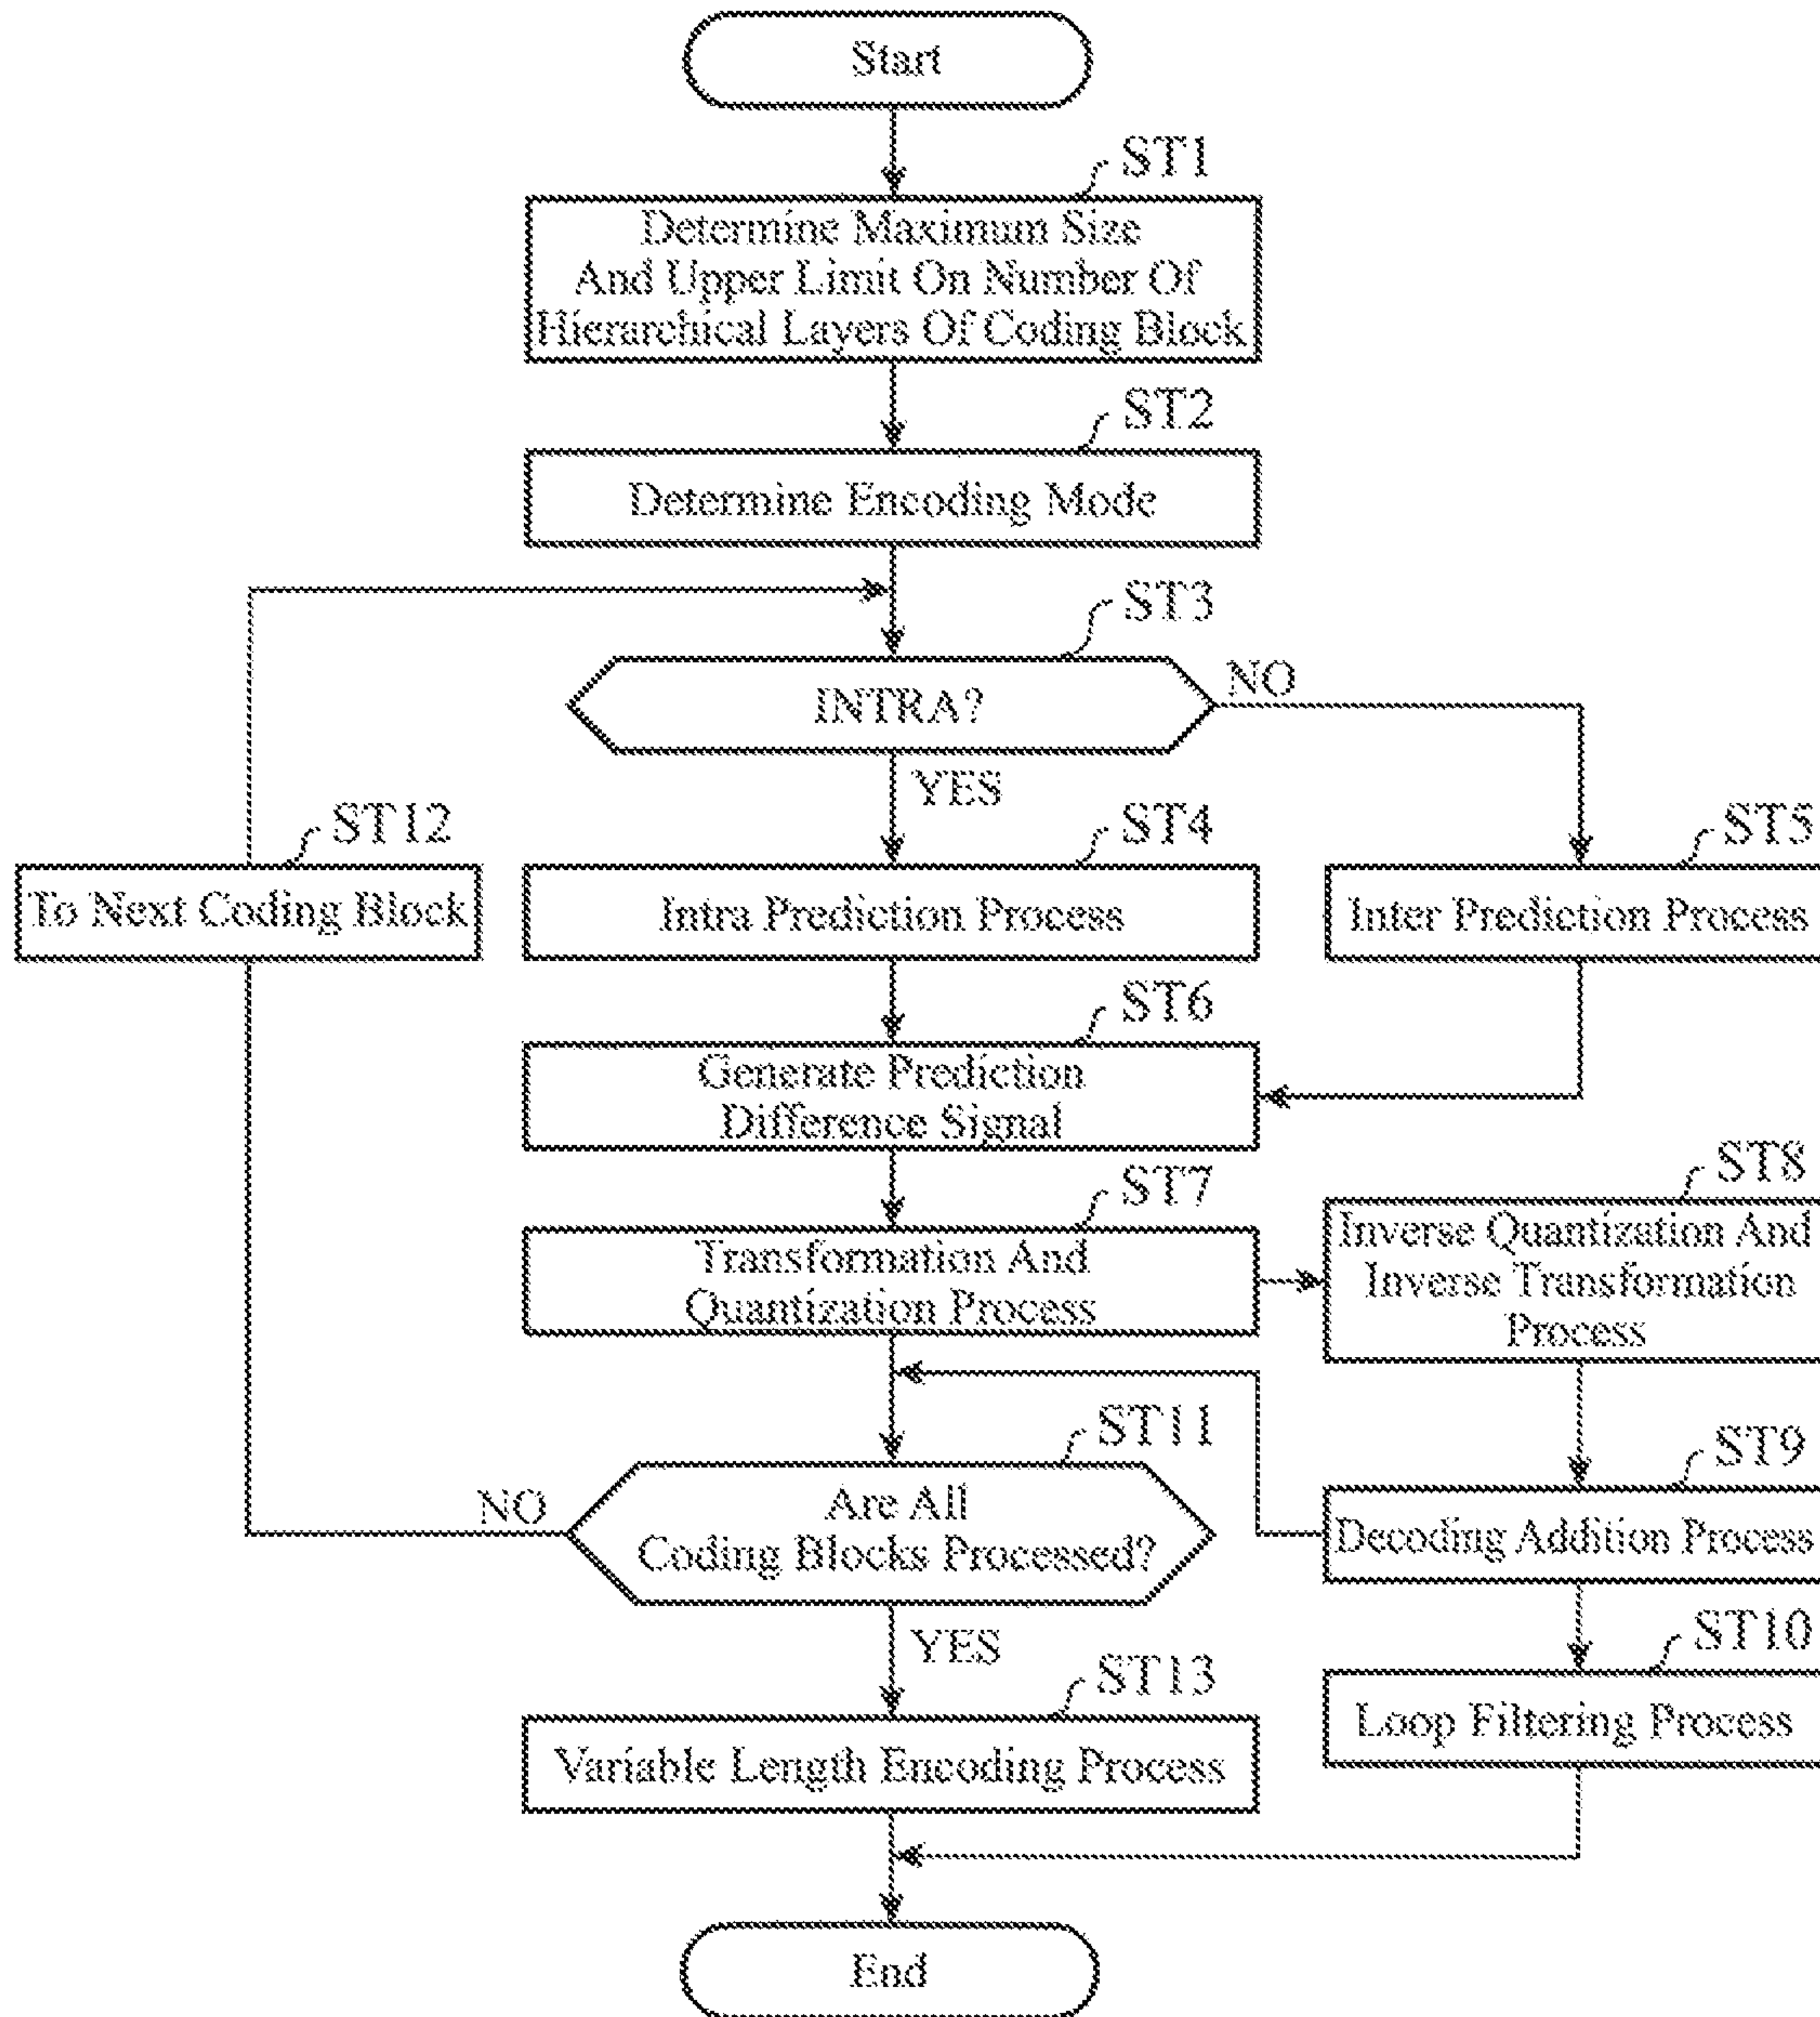 Start
ST1
Determine Maximum Size
And Upper Limit On Number Of
Hierarchical Layers Of Coding Block
ST2
Determine Encoding Mode
ST3
INTRA?
NO
YES
ST12
To Next Coding Block
ST4
Intra Prediction Process
ST5
Inter Prediction Process
ST6
Generate Prediction
Difference Signal
ST7
Transformation And
Quantization Process
ST8
Inverse Quantization And
Inverse Transformation
Process
ST11
Are All
Coding Blocks Processed?
NO
YES
ST9
Decoding Addition Process
ST10
Loop Filtering Process
ST13
Variable Length Encoding Process
End